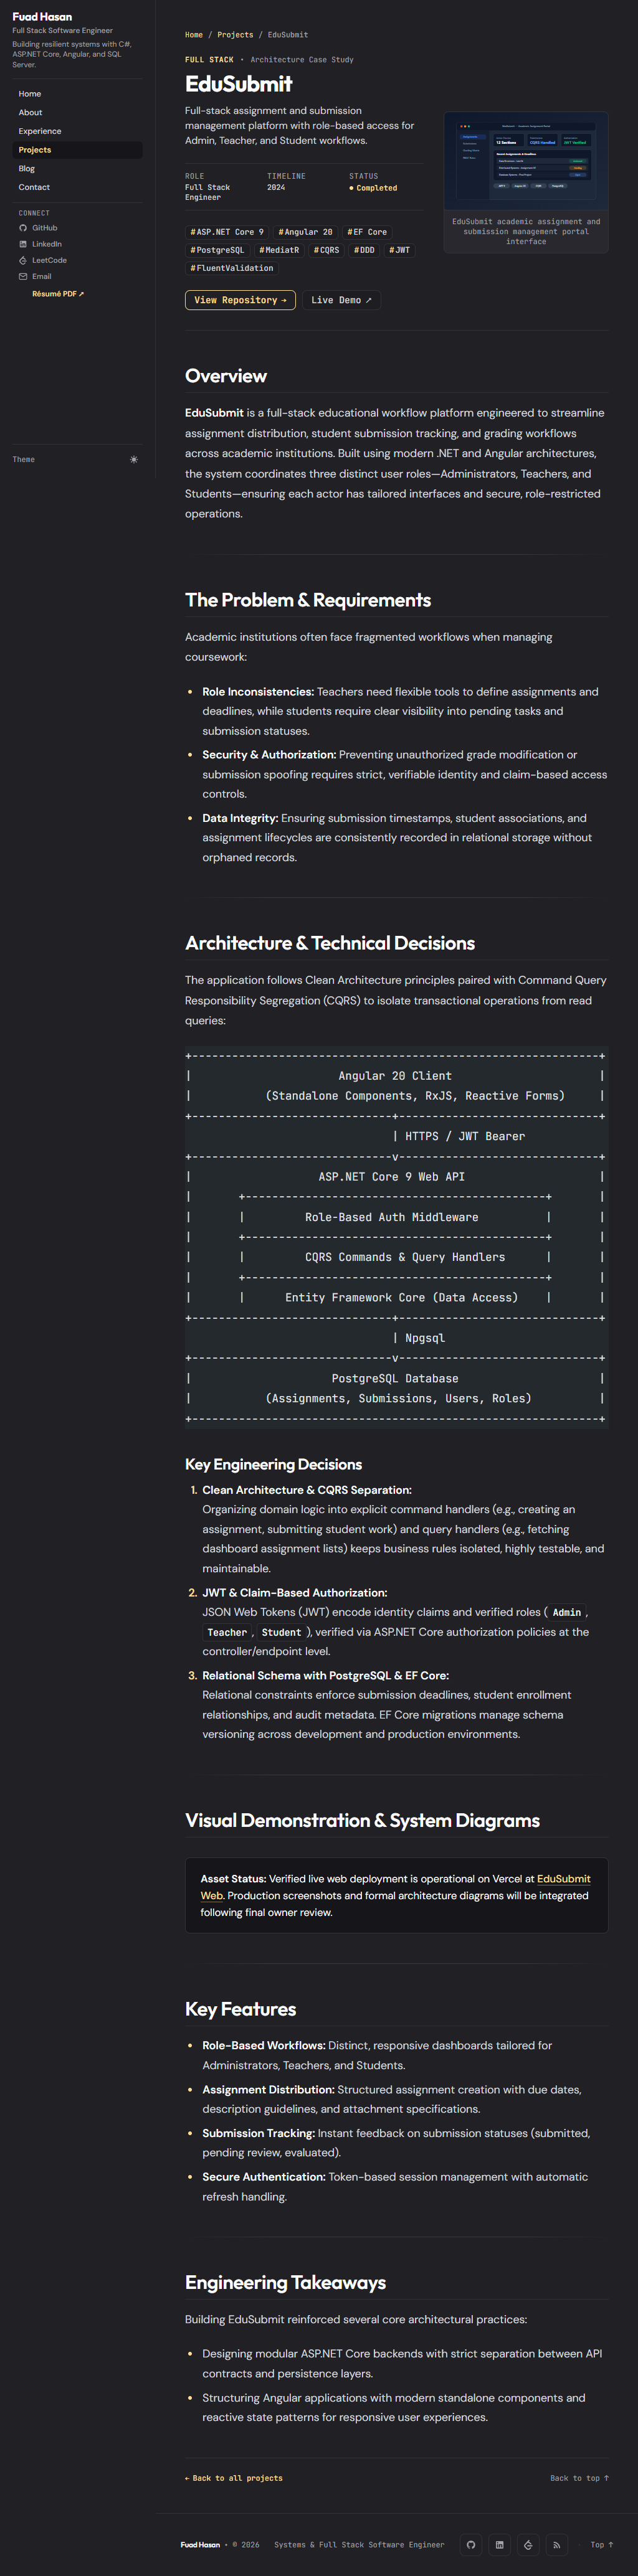 Fuad Hasan
Full Stack Software Engineer
Building resilient systems with C#,
ASP.NET Core, Angular, and SQL
Server.
Home
About
Experience
Projects
Blog
Contact
CONNECT
GitHub
LinkedIn
LeetCode
Email
Résumé PDF ↗
Theme
Home / Projects / EduSubmit
FULL STACK • Architecture Case Study
EduSubmit
Full-stack assignment and submission
management platform with role-based access for
Admin, Teacher, and Student workflows.
ROLE TIMELINE STATUS
Full Stack 2024 ● Completed
Engineer
#ASP.NET Core 9 #Angular 20 #EF Core
#PostgreSQL #MediatR #CQRS #DDD #JWT
#FluentValidation
View Repository → Live Demo ↗
12 Sections
EduSubmit academic assignment and
submission management portal
interface
Overview
EduSubmit is a full-stack educational workflow platform engineered to streamline
assignment distribution, student submission tracking, and grading workflows
across academic institutions. Built using modern .NET and Angular architectures,
the system coordinates three distinct user roles—Administrators, Teachers, and
Students—ensuring each actor has tailored interfaces and secure, role-restricted
operations.
The Problem & Requirements
Academic institutions often face fragmented workflows when managing
coursework:
• Role Inconsistencies: Teachers need flexible tools to define assignments and
deadlines, while students require clear visibility into pending tasks and
submission statuses.
• Security & Authorization: Preventing unauthorized grade modification or
submission spoofing requires strict, verifiable identity and claim-based access
controls.
• Data Integrity: Ensuring submission timestamps, student associations, and
assignment lifecycles are consistently recorded in relational storage without
orphaned records.
Architecture & Technical Decisions
The application follows Clean Architecture principles paired with Command Query
Responsibility Segregation (CQRS) to isolate transactional operations from read
queries:
+-------------------------------------------------------------+
| Angular 20 Client |
| (Standalone Components, RxJS, Reactive Forms) |
+------------------------------+------------------------------+
| HTTPS / JWT Bearer
+------------------------------v------------------------------+
| ASP.NET Core 9 Web API |
| +---------------------------------------------+ |
| | Role-Based Auth Middleware | |
| +---------------------------------------------+ |
| | CQRS Commands & Query Handlers | |
| +---------------------------------------------+ |
| | Entity Framework Core (Data Access) | |
+------------------------------+------------------------------+
| Npgsql
+------------------------------v------------------------------+
| PostgreSQL Database |
| (Assignments, Submissions, Users, Roles) |
+-------------------------------------------------------------+
Key Engineering Decisions
1. Clean Architecture & CQRS Separation:
Organizing domain logic into explicit command handlers (e.g., creating an
assignment, submitting student work) and query handlers (e.g., fetching
dashboard assignment lists) keeps business rules isolated, highly testable, and
maintainable.
2. JWT & Claim-Based Authorization:
JSON Web Tokens (JWT) encode identity claims and verified roles ( Admin ,
Teacher , Student ), verified via ASP.NET Core authorization policies at the
controller/endpoint level.
3. Relational Schema with PostgreSQL & EF Core:
Relational constraints enforce submission deadlines, student enrollment
relationships, and audit metadata. EF Core migrations manage schema
versioning across development and production environments.
Visual Demonstration & System Diagrams
Asset Status: Verified live web deployment is operational on Vercel at EduSubmit
Web. Production screenshots and formal architecture diagrams will be integrated
following final owner review.
Key Features
• Role-Based Workflows: Distinct, responsive dashboards tailored for
Administrators, Teachers, and Students.
• Assignment Distribution: Structured assignment creation with due dates,
description guidelines, and attachment specifications.
• Submission Tracking: Instant feedback on submission statuses (submitted,
pending review, evaluated).
• Secure Authentication: Token-based session management with automatic
refresh handling.
Engineering Takeaways
Building EduSubmit reinforced several core architectural practices:
• Designing modular ASP.NET Core backends with strict separation between API
contracts and persistence layers.
• Structuring Angular applications with modern standalone components and
reactive state patterns for responsive user experiences.
← Back to all projects Back to top ↑
Fuad Hasan • © 2026 Systems & Full Stack Software Engineer Top ↑